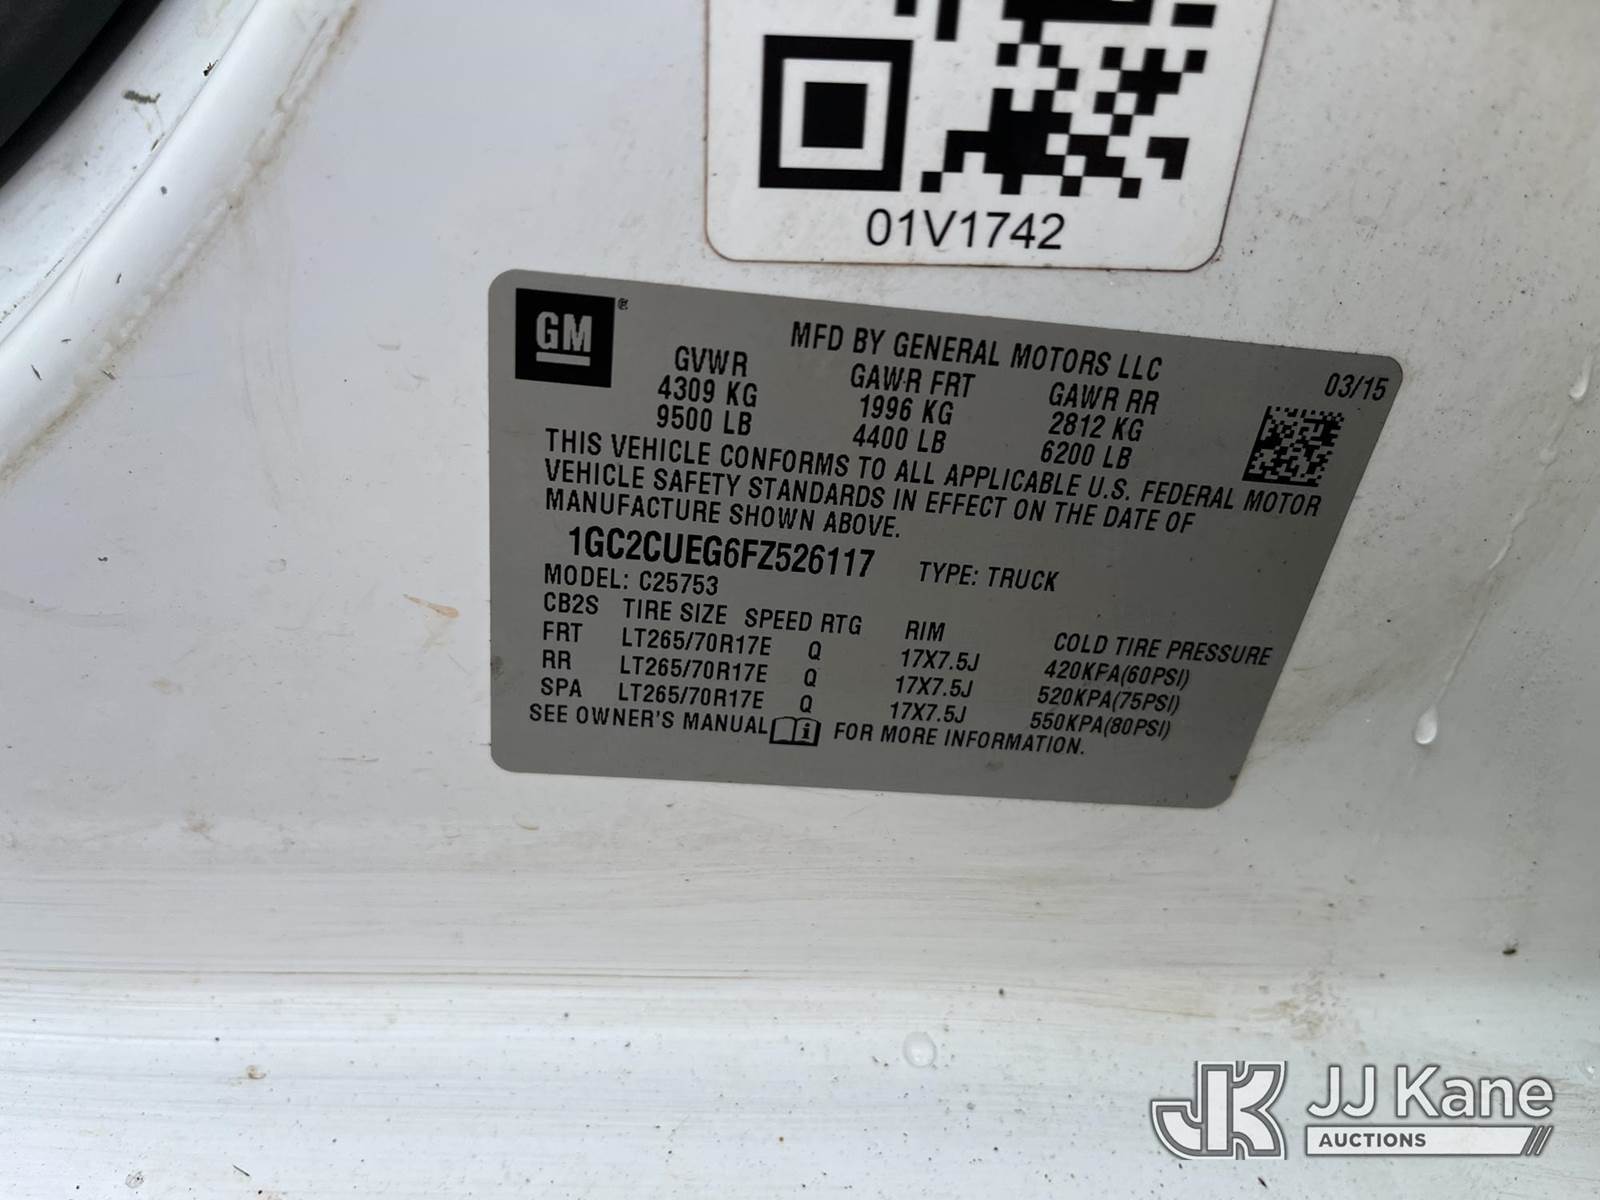 01V1742
GM ®
MFD BY GENERAL MOTORS LLC
03/15
GVWR GAWR FRT GAWR RR
4309 KG 1996 KG 2812 KG
9500 LB 4400 LB 6200 LB
THIS VEHICLE CONFORMS TO ALL APPLICABLE U.S. FEDERAL MOTOR
VEHICLE SAFETY STANDARDS IN EFFECT ON THE DATE OF
MANUFACTURE SHOWN ABOVE.
1GC2CUEG6FZ526117 TYPE: TRUCK
MODEL: C25753
CB2S TIRE SIZE SPEED RTG RIM COLD TIRE PRESSURE
FRT LT265/70R17E Q 17X7.5J 420KPA(60PSI)
RR LT265/70R17E Q 17X7.5J 520KPA(75PSI)
SPA LT265/70R17E Q 17X7.5J 550KPA(80PSI)
SEE OWNER'S MANUAL i FOR MORE INFORMATION.
JK JJ Kane
AUCTIONS